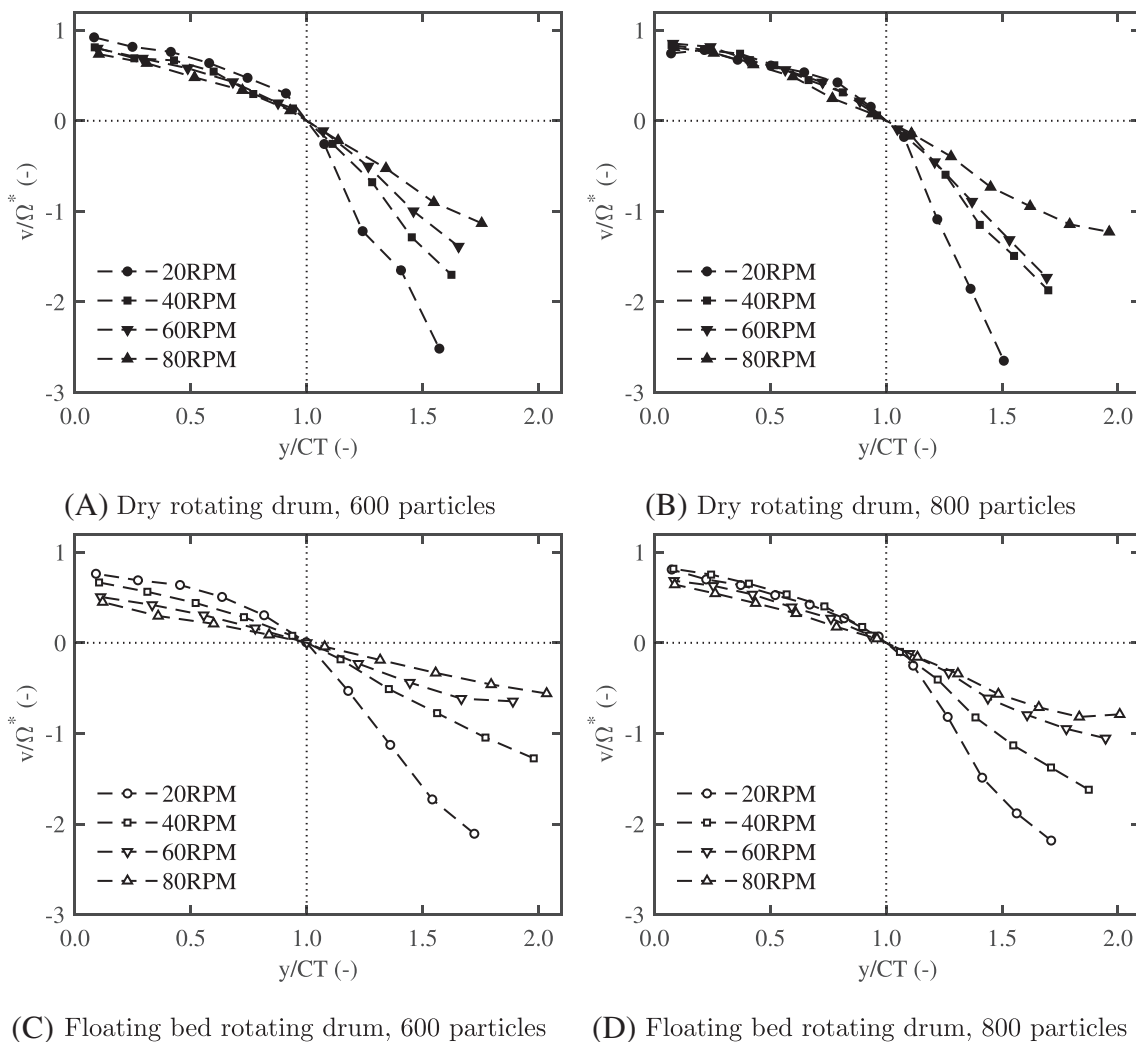 1
0
-1
-2
-3
v/Ω* (-)
20RPM
40RPM
60RPM
80RPM
0.0 0.5 1.0 1.5 2.0
y/CT (-)
(A) Dry rotating drum, 600 particles
1
0
-1
-2
-3
v/Ω* (-)
20RPM
40RPM
60RPM
80RPM
0.0 0.5 1.0 1.5 2.0
y/CT (-)
(B) Dry rotating drum, 800 particles
1
0
-1
-2
-3
v/Ω* (-)
20RPM
40RPM
60RPM
80RPM
0.0 0.5 1.0 1.5 2.0
y/CT (-)
(C) Floating bed rotating drum, 600 particles
1
0
-1
-2
-3
v/Ω* (-)
20RPM
40RPM
60RPM
80RPM
0.0 0.5 1.0 1.5 2.0
y/CT (-)
(D) Floating bed rotating drum, 800 particles